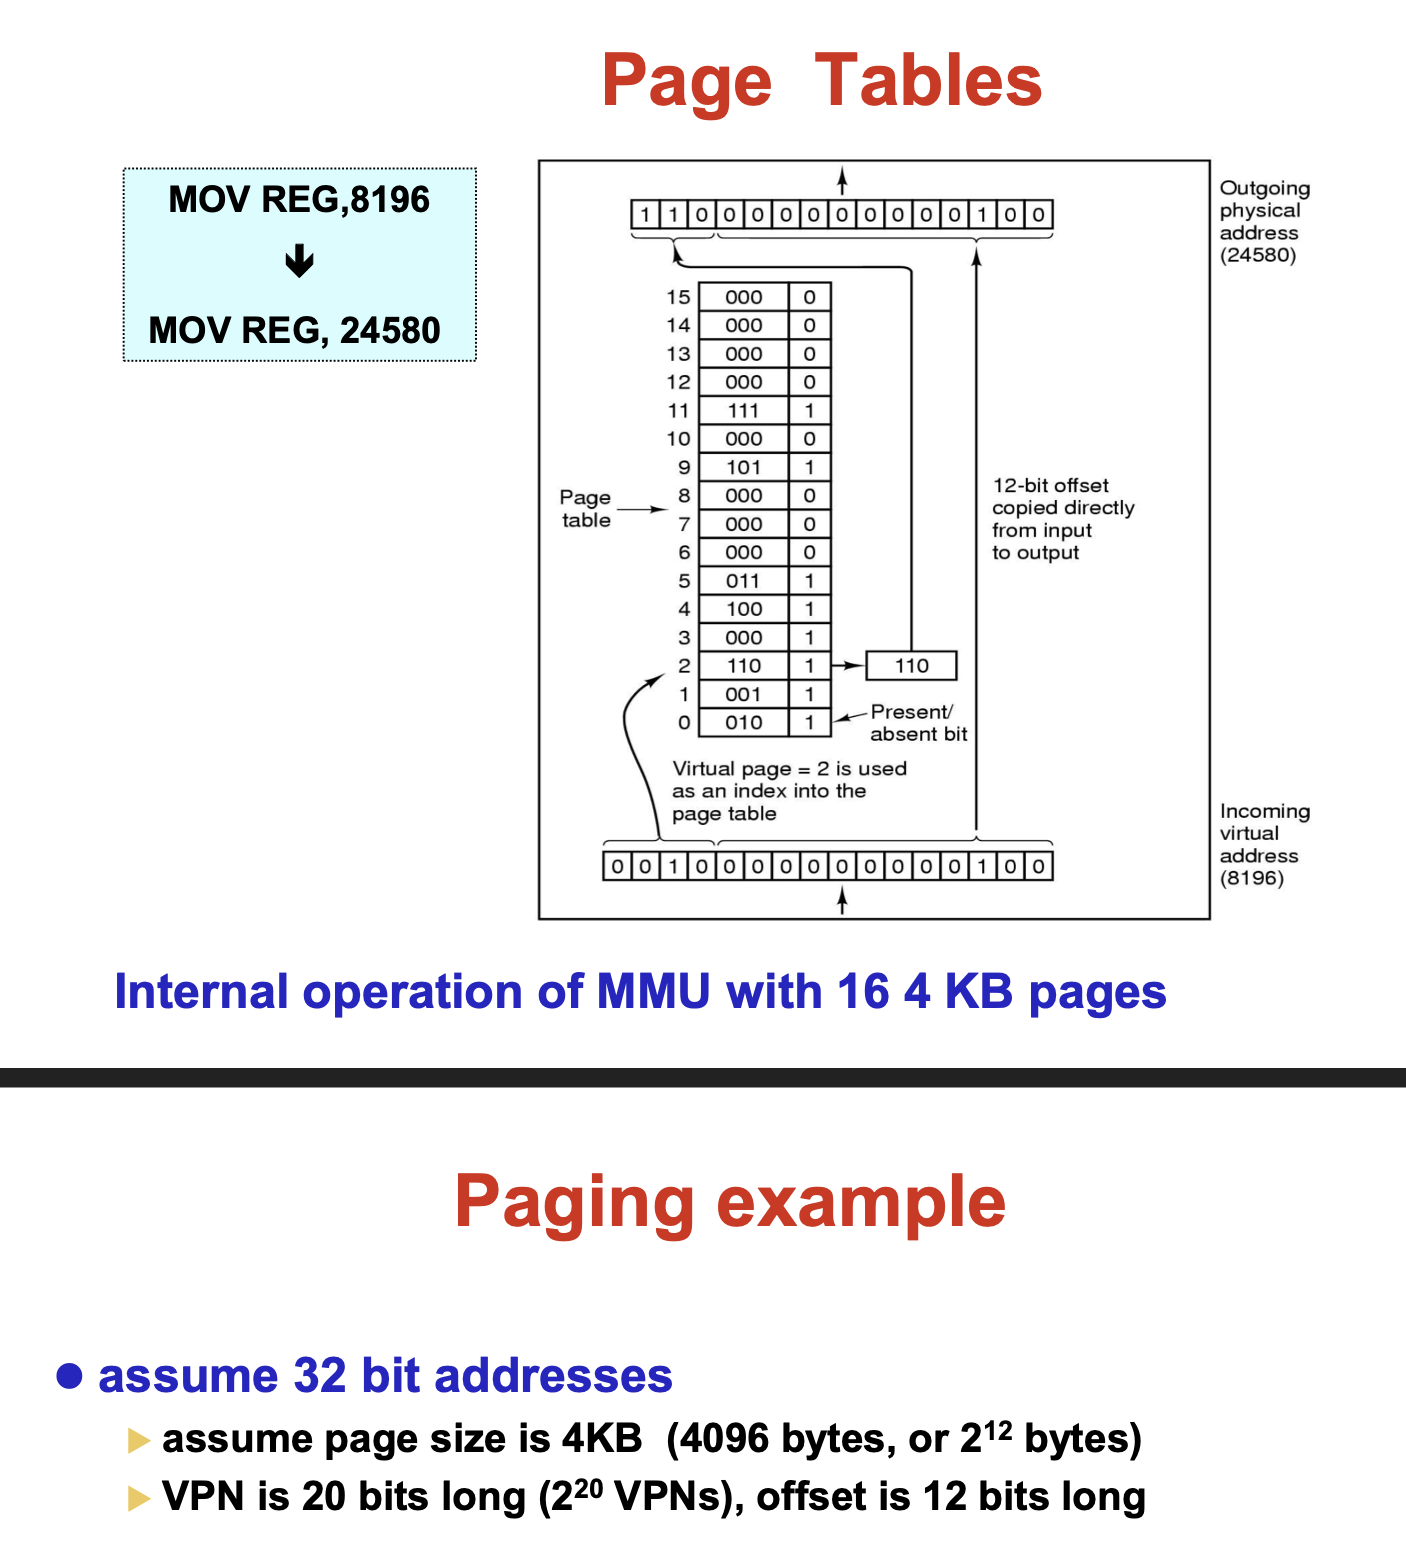 Page Tables
MOV REG,8196
🡻
MOV REG, 24580
1 1 0 0 0 0 0 0 0 0 0 0 1 0 0
Outgoing
physical
address
(24580)
15 000 0
14 000 0
13 000 0
12 000 0
11 111 1
10 000 0
9 101 1
8 000 0
7 000 0
6 000 0
5 011 1
4 100 1
3 000 1
2 110 1
1 001 1
0 010 1
Page
table
110
12-bit offset
copied directly
from input
to output
Present/
absent bit
Virtual page = 2 is used
as an index into the
page table
0 0 1 0 0 0 0 0 0 0 0 0 0 1 0 0
Incoming
virtual
address
(8196)
Internal operation of MMU with 16 4 KB pages
Paging example
● assume 32 bit addresses
▶ assume page size is 4KB (4096 bytes, or 2¹² bytes)
▶ VPN is 20 bits long (2²⁰ VPNs), offset is 12 bits long